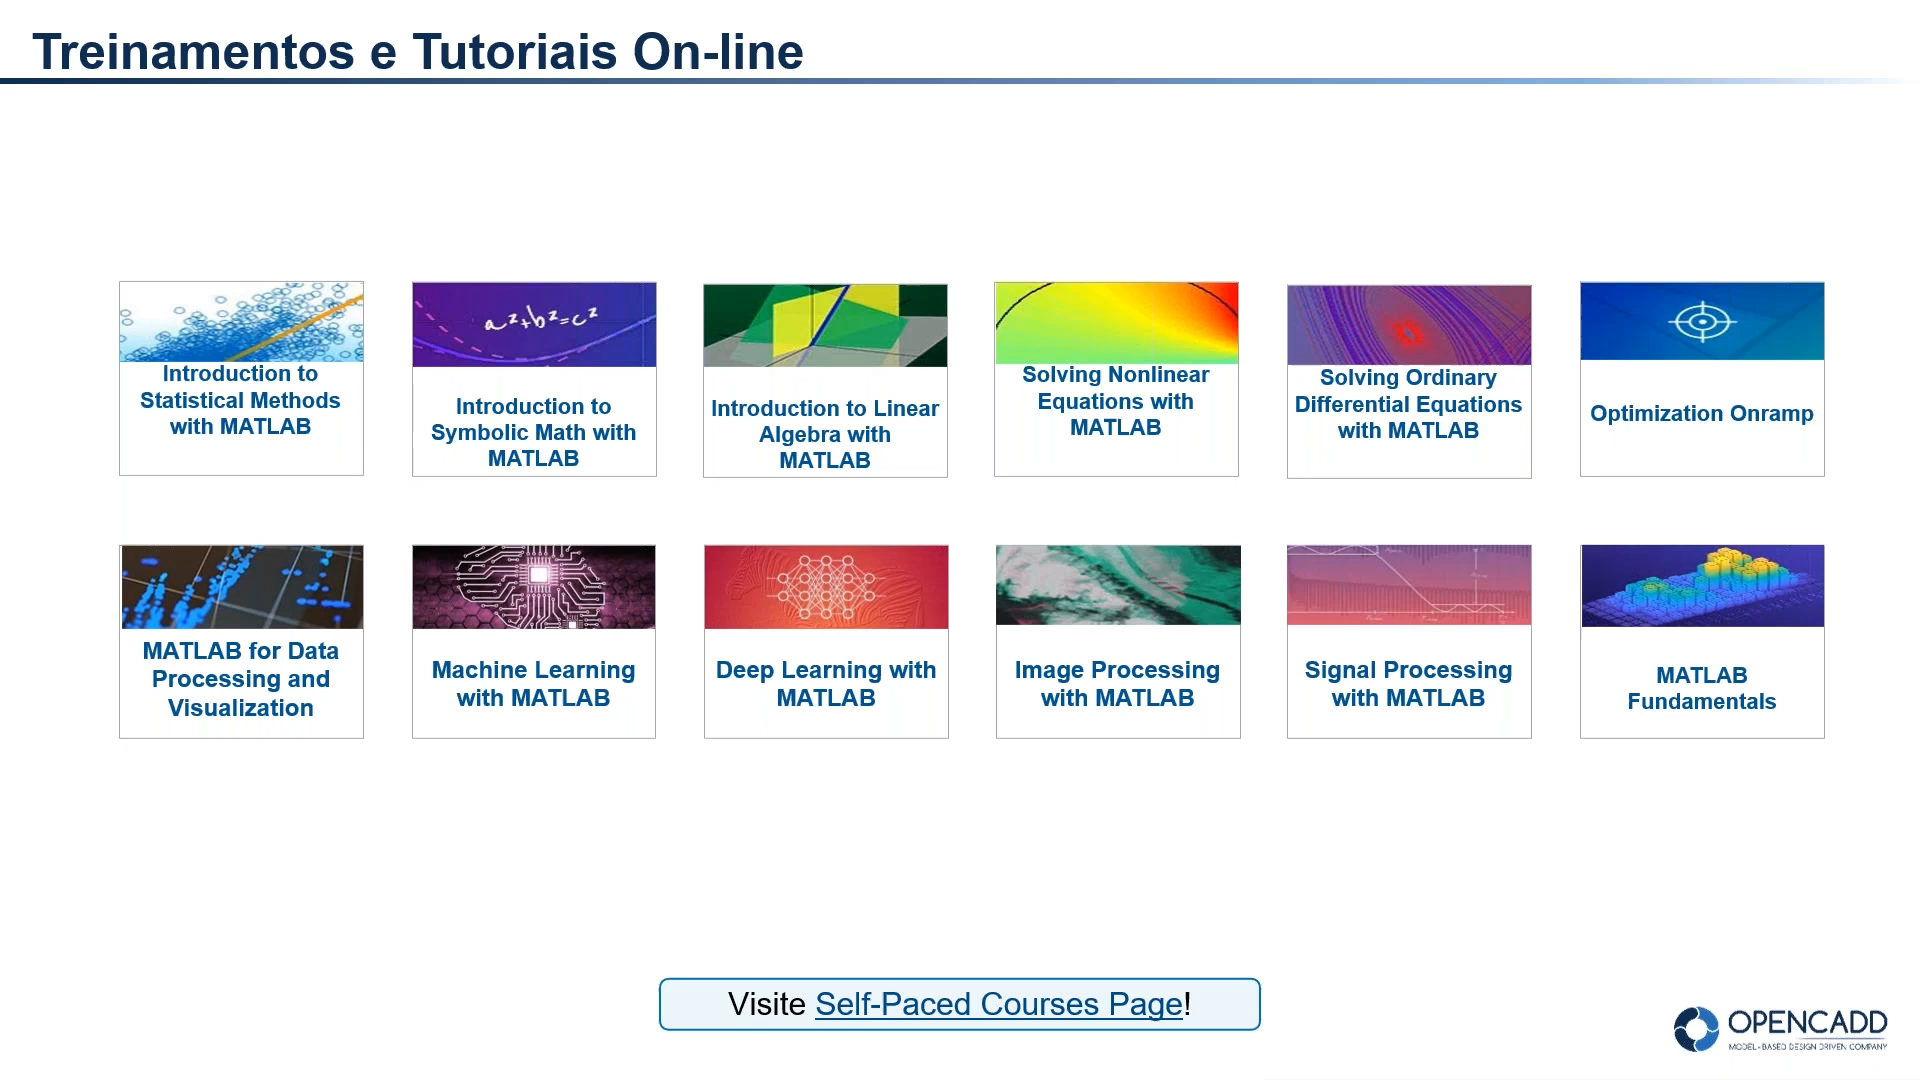 Treinamentos e Tutoriais On-line
Introduction to
Statistical Methods
with MATLAB
a²+b²=c²
Introduction to
Symbolic Math with
MATLAB
Introduction to Linear
Algebra with
MATLAB
Solving Nonlinear
Equations with
MATLAB
Solving Ordinary
Differential Equations
with MATLAB
Optimization Onramp
MATLAB for Data
Processing and
Visualization
Machine Learning
with MATLAB
Deep Learning with
MATLAB
Image Processing
with MATLAB
Signal Processing
with MATLAB
MATLAB
Fundamentals
Visite Self-Paced Courses Page!
OPENCADD
MODEL-BASED DESIGN DRIVEN COMPANY